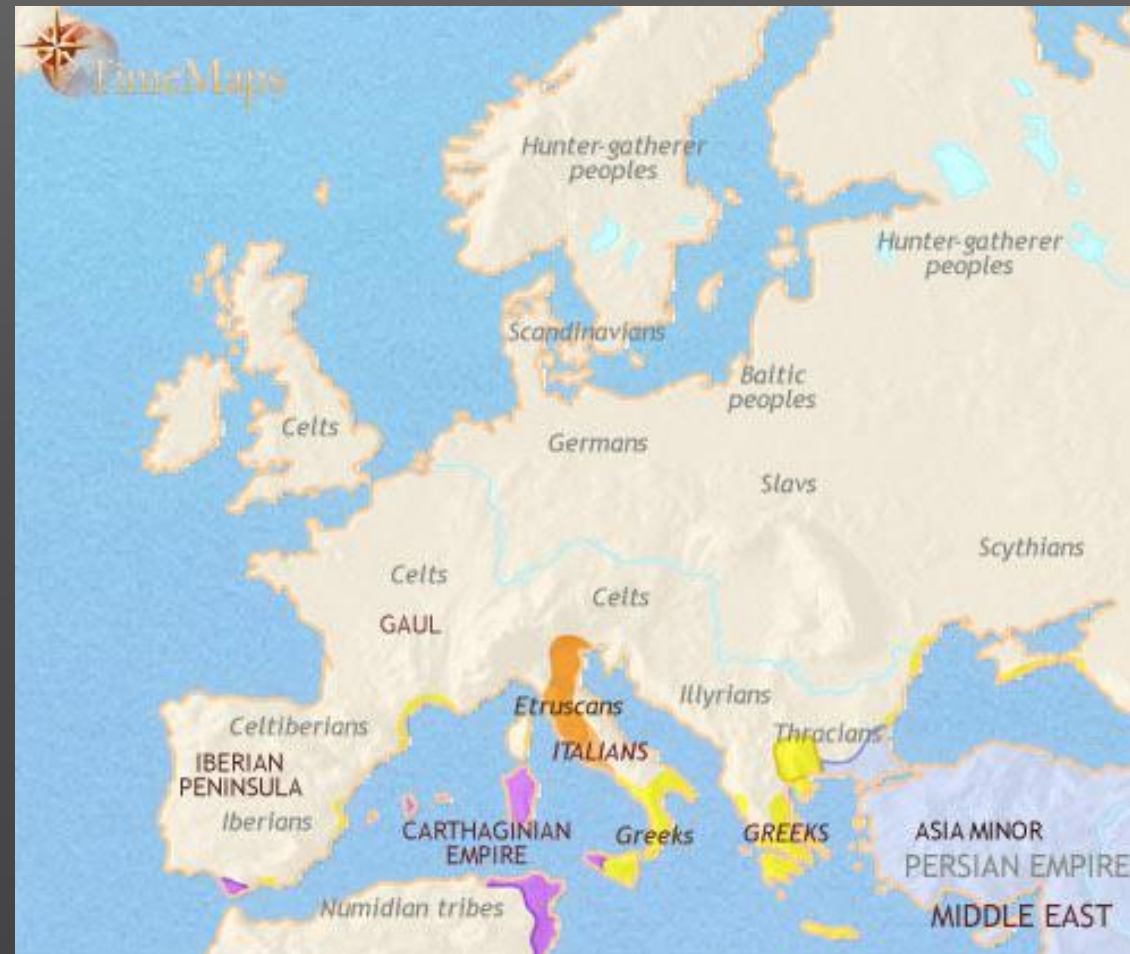 TimeMaps
Hunter-gatherer
peoples
Hunter-gatherer
peoples
Scandinavians
Baltic
peoples
Celts
Germans
Slavs
Scythians
Celts
Celts
GAUL
Illyrians
Etruscans
Celtiberians
Thracians
ITALIANS
IBERIAN
PENINSULA
Iberians
CARTHAGINIAN
EMPIRE
Greeks
GREEKS
ASIA MINOR
PERSIAN EMPIRE
Numidian tribes
MIDDLE EAST